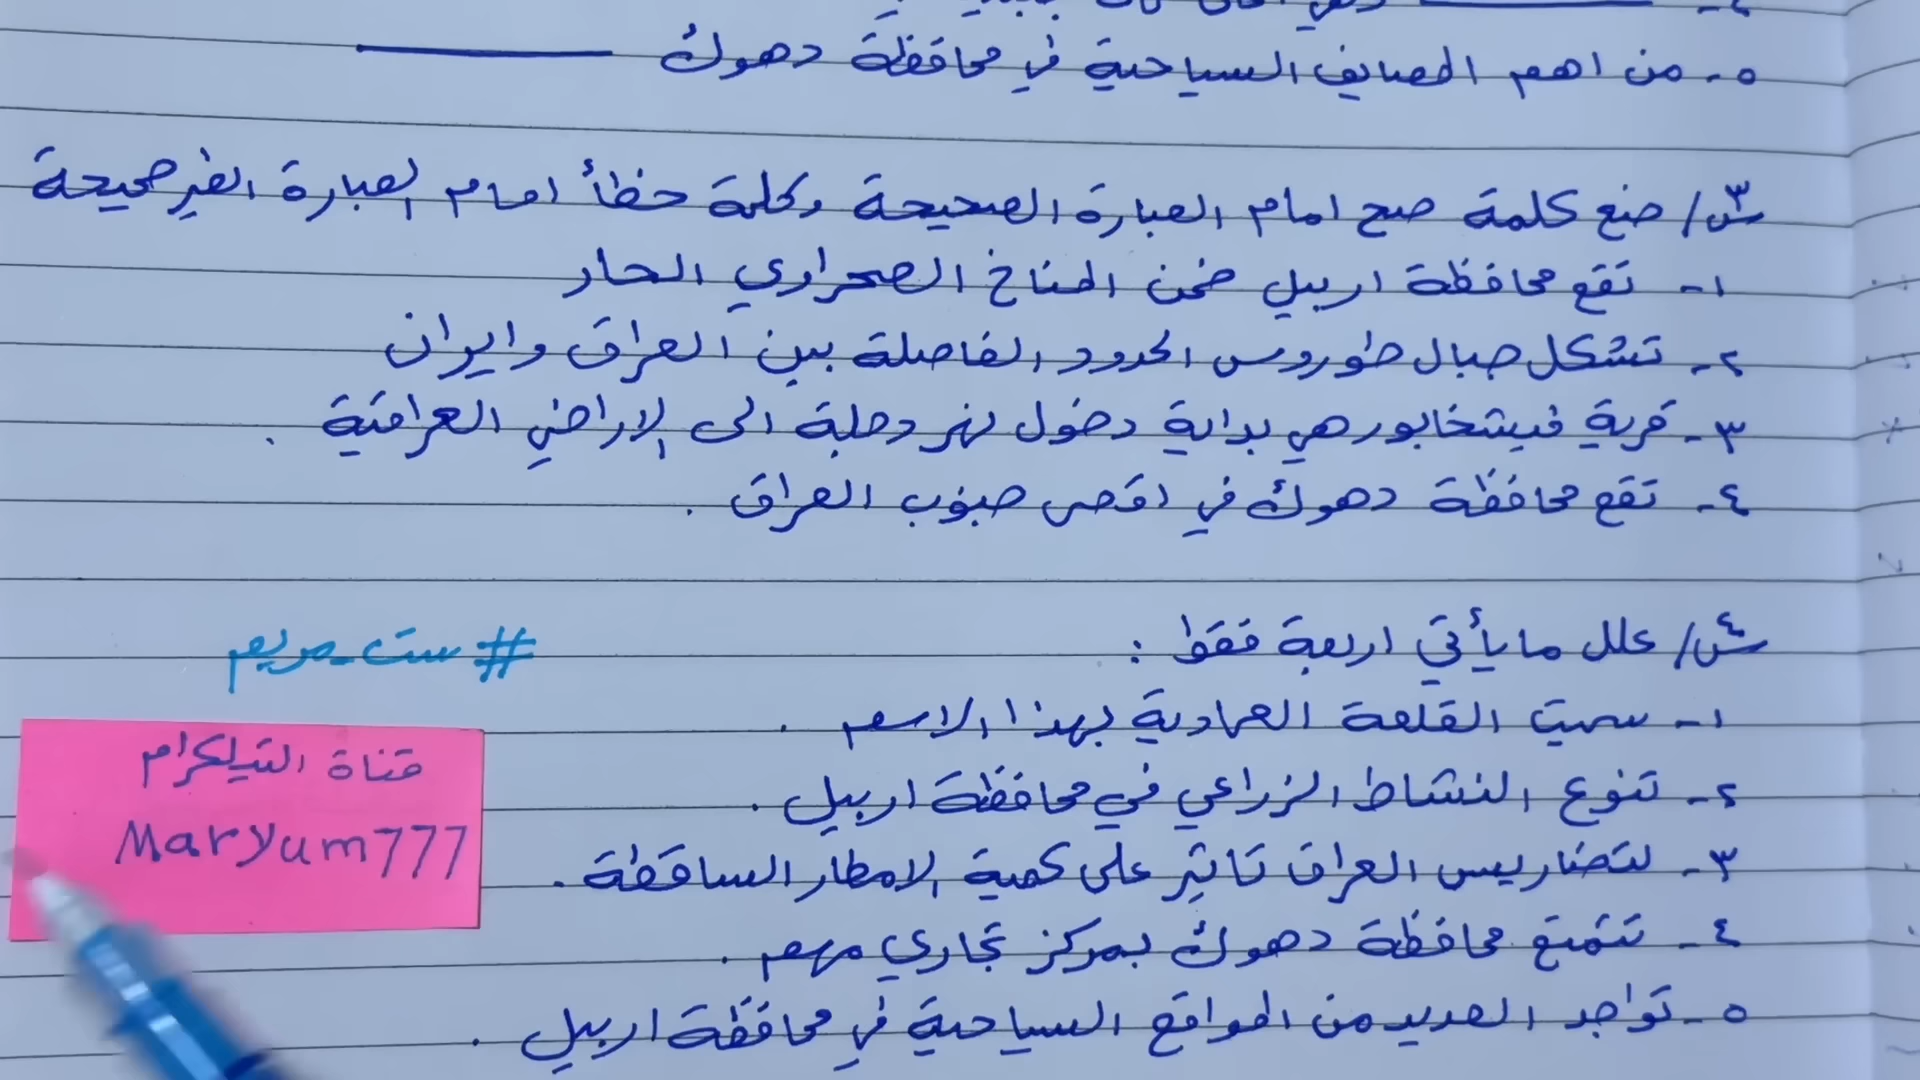 ٥- من اهم المصايف السياحية في محافظة دهوك ـــــــــ
س٣/ ضع كلمة صح امام العبارة الصحيحة وكلمة خطأ امام العبارة الغير صحيحة
١- تقع محافظة اربيل ضمن المناخ الصحراوي الحار
٢- تشكل جبال طوروس الحدود الفاصلة بين العراق وايران
٣- قرية فيشخابور هي بداية دخول نهر دجلة الى الاراضي العراقية .
٤- تقع محافظة دهوك في اقصى جنوب العراق .
س٤/ علل ما يأتي اربعة فقط :
#ست_مريم
١- سميت القلعة العمادية بهذا الاسم .
٢- تنوع النشاط الزراعي في محافظة اربيل .
٣- لتضاريس العراق تاثير على كمية الامطار الساقطة .
٤- تتمتع محافظة دهوك بمركز تجاري مهم .
٥- تواجد العديد من المواقع السياحية في محافظة اربيل .
قناة التيلكرام
Maryum777